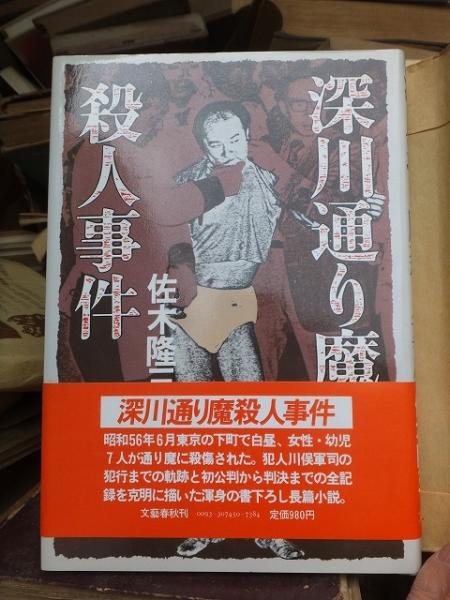 深川通り魔
殺人事件
佐木隆三
深川通り魔殺人事件
昭和56年6月東京の下町で白昼、女性・幼児
7人が通り魔に殺傷された。犯人川俣軍司の
犯行までの軌跡と初公判から判決までの全記
録を克明に描いた渾身の書下ろし長篇小説。
文藝春秋刊 0093-307450-7384 定価980円